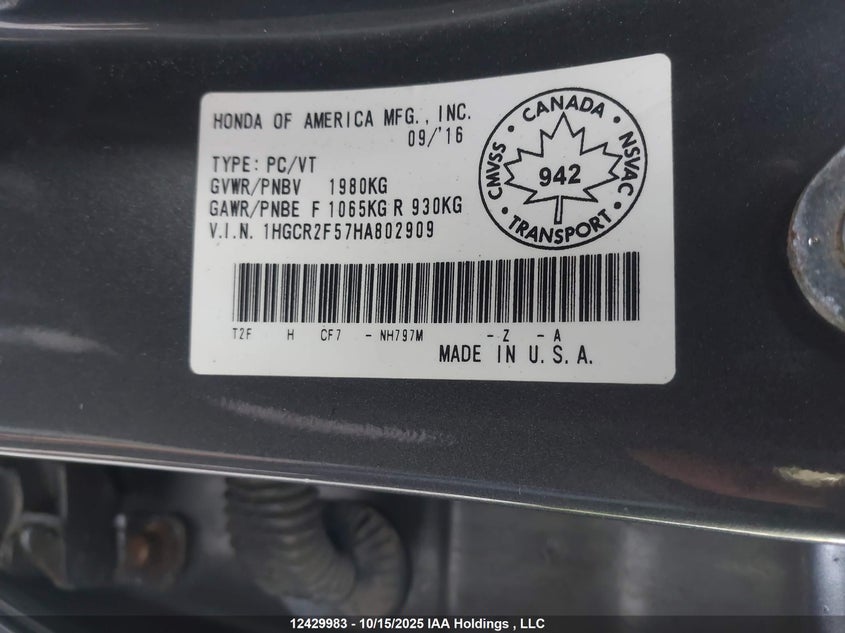 HONDA OF AMERICA MFG., INC.
09/'16
TYPE: PC/VT
GVWR/PNBV 1980KG
GAWR/PNBE F 1065KG R 930KG
V.I.N. 1HGCR2F57HA802909
CANADA
CMVSS
NSVAC
942
TRANSPORT
T2F H CF7 - NH797M - Z - A
MADE IN U.S.A.
12429983 - 10/15/2025 IAA Holdings , LLC